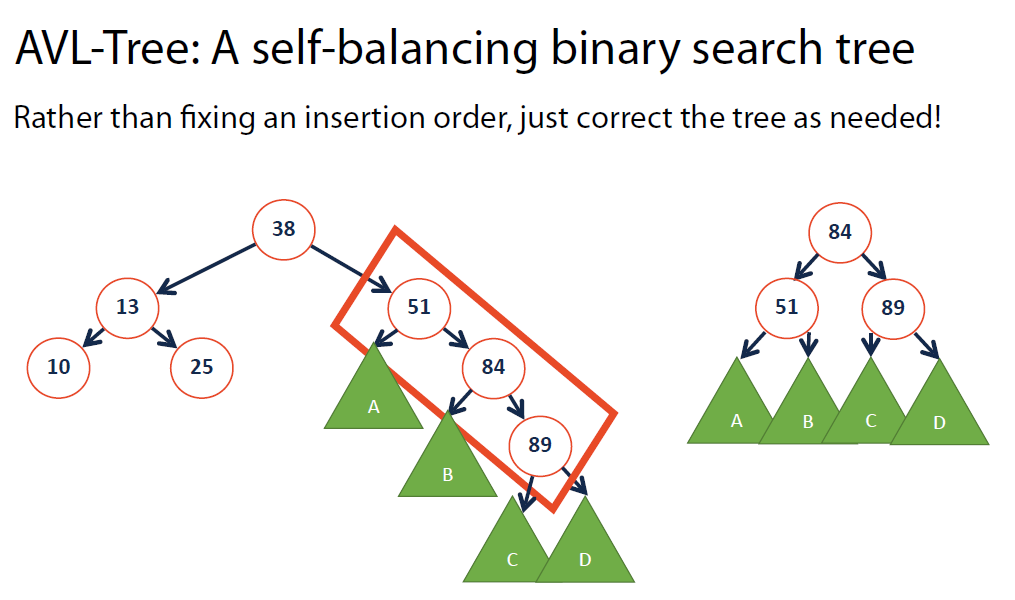 AVL-Tree: A self-balancing binary search tree
Rather than fixing an insertion order, just correct the tree as needed!
38
84
13
51
51
89
10
25
84
A
B
89
A
B
C
D
C
D